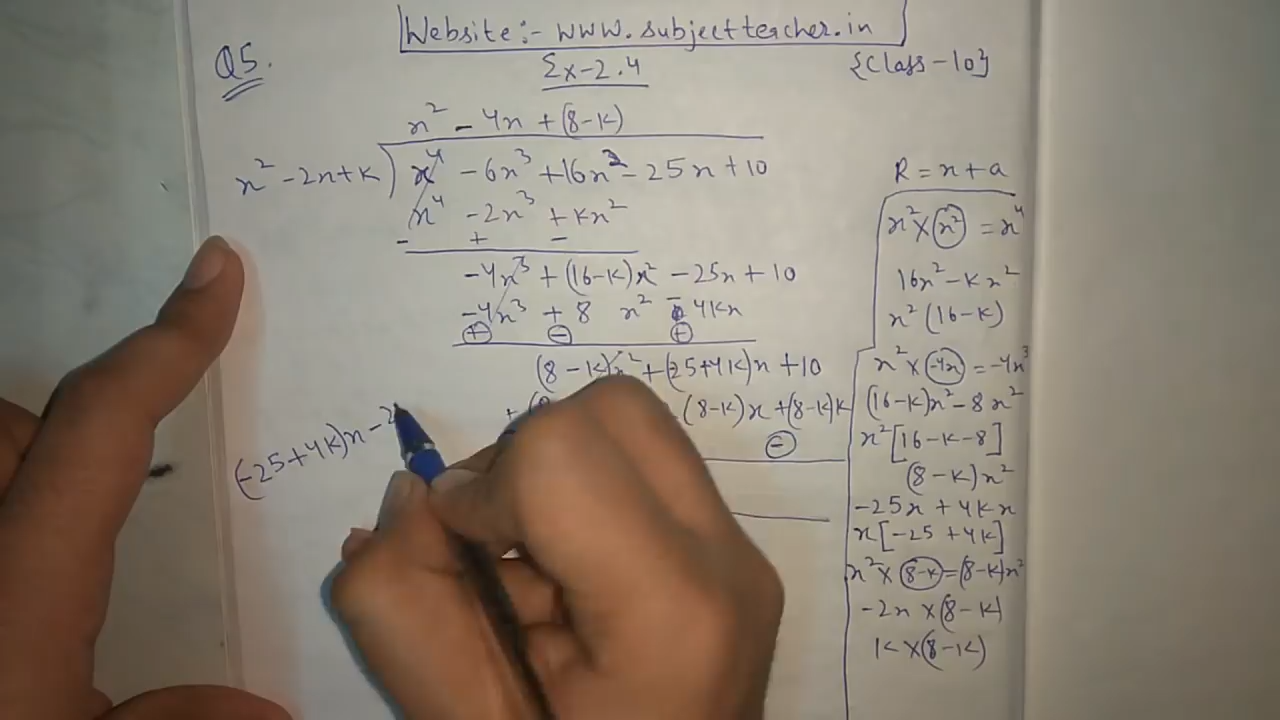 Website:- www.subjectteacher.in
Q5.
Ex-2.4
{Class-10}
x² - 4x + (8-K)
x² - 2x + K ) x⁴ - 6x³ + 16x² - 25x + 10
x⁴ - 2x³ + Kx²
- + -
-4x³ + (16-K)x² - 25x + 10
-4x³ + 8 x² - 4Kx
+ - +
(8-K)x² + (25+4K)x + 10
(8-K)x + (8-K)K
-
(-25+4K)x - 2
R = x + a
x² × x² = x⁴
16x² - Kx²
x² (16-K)
x² × -4x = -4x³
(16-K)x² - 8x²
x² [16-K-8]
(8-K)x²
-25x + 4Kx
x[-25+4K]
x² × (8-K) = (8-K)x²
-2x × (8-K)
K × (8-K)